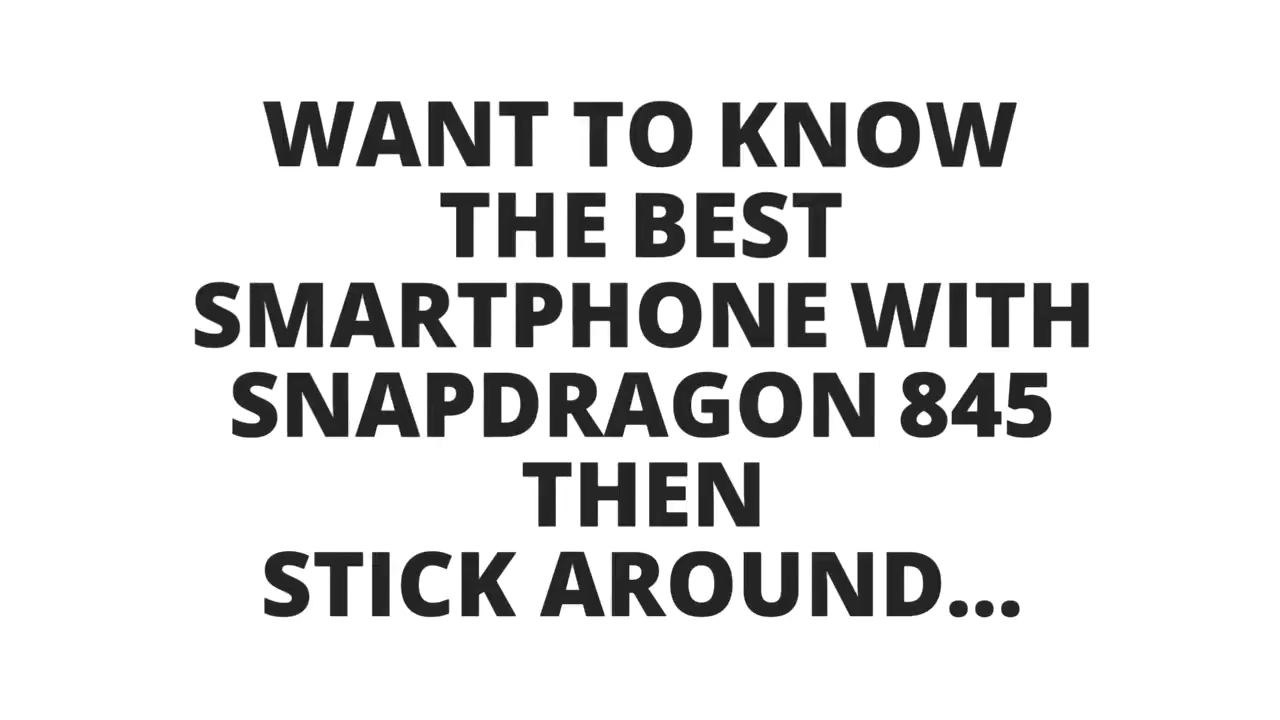 WANT TO KNOW
THE BEST
SMARTPHONE WITH
SNAPDRAGON 845
THEN
STICK AROUND...